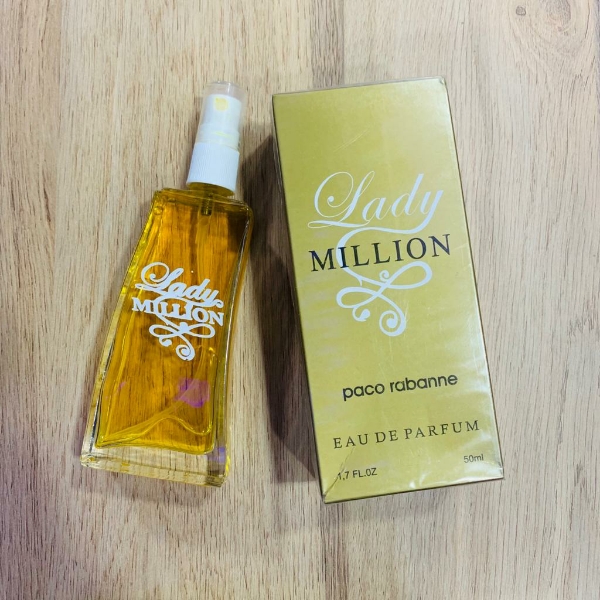 Lady
MILLION
Lady
MILLION
paco rabanne
EAU DE PARFUM
1.7 FL.OZ
50ml